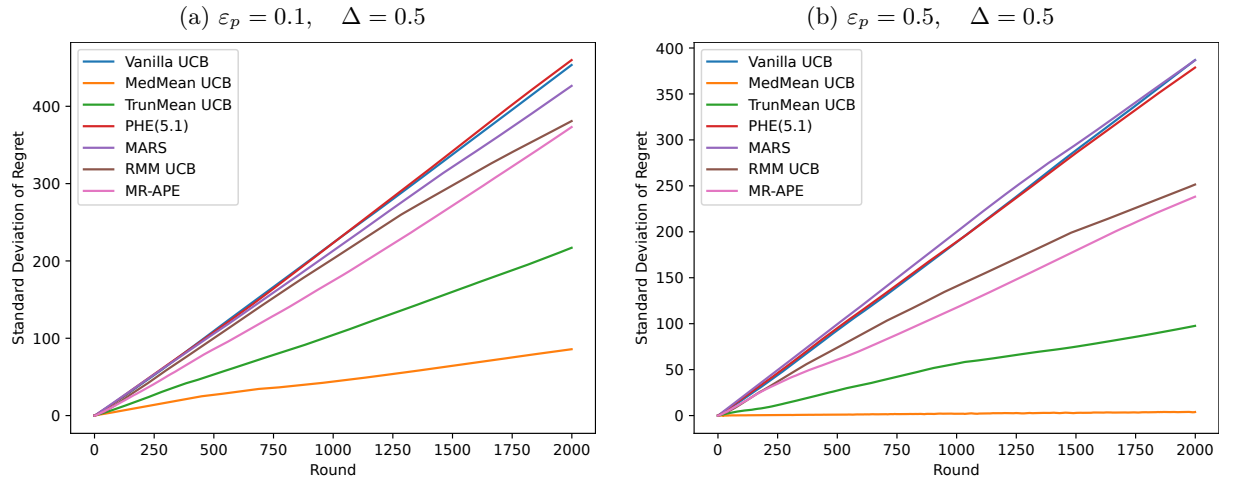 (a) εₚ = 0.1, Δ = 0.5
Vanilla UCB
MedMean UCB
TrunMean UCB
PHE(5.1)
MARS
RMM UCB
MR-APE
Standard Deviation of Regret
400
300
200
100
0
0 250 500 750 1000 1250 1500 1750 2000
Round
(b) εₚ = 0.5, Δ = 0.5
Vanilla UCB
MedMean UCB
TrunMean UCB
PHE(5.1)
MARS
RMM UCB
MR-APE
Standard Deviation of Regret
400
350
300
250
200
150
100
50
0
0 250 500 750 1000 1250 1500 1750 2000
Round